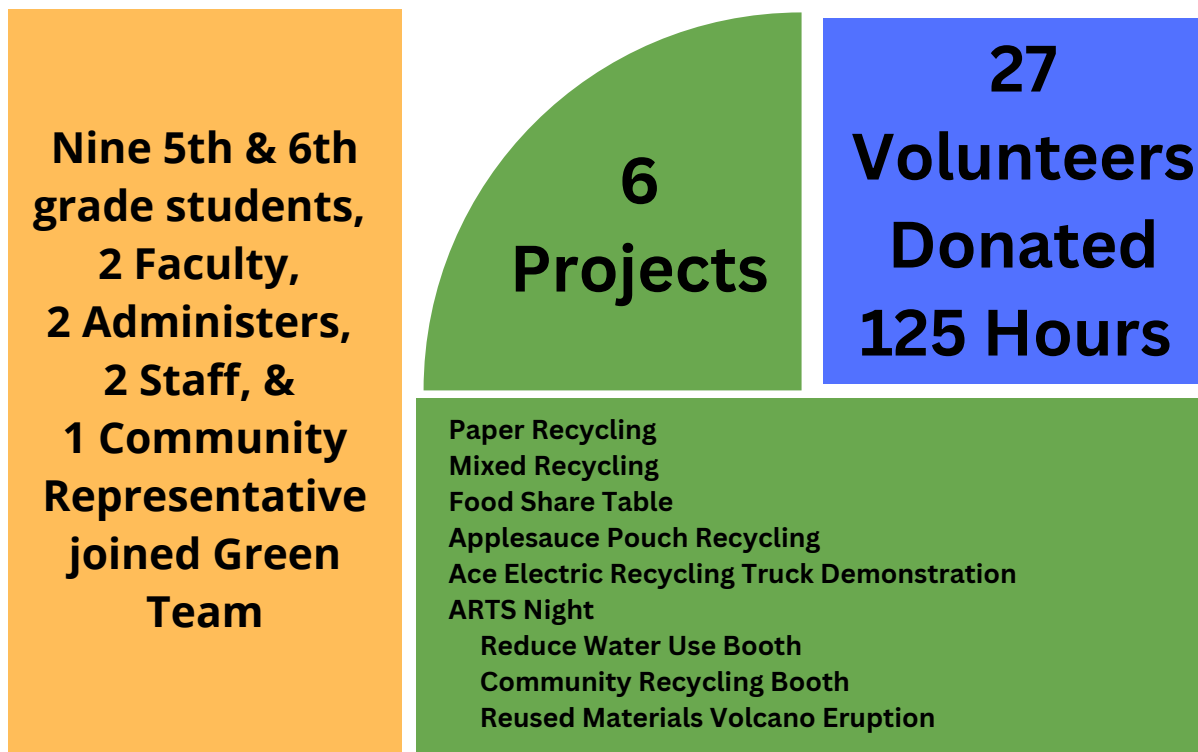 Nine 5th & 6th
grade students,
2 Faculty,
2 Administers,
2 Staff, &
1 Community
Representative
joined Green
Team
6
Projects
27
Volunteers
Donated
125 Hours
Paper Recycling
Mixed Recycling
Food Share Table
Applesauce Pouch Recycling
Ace Electric Recycling Truck Demonstration
ARTS Night
Reduce Water Use Booth
Community Recycling Booth
Reused Materials Volcano Eruption